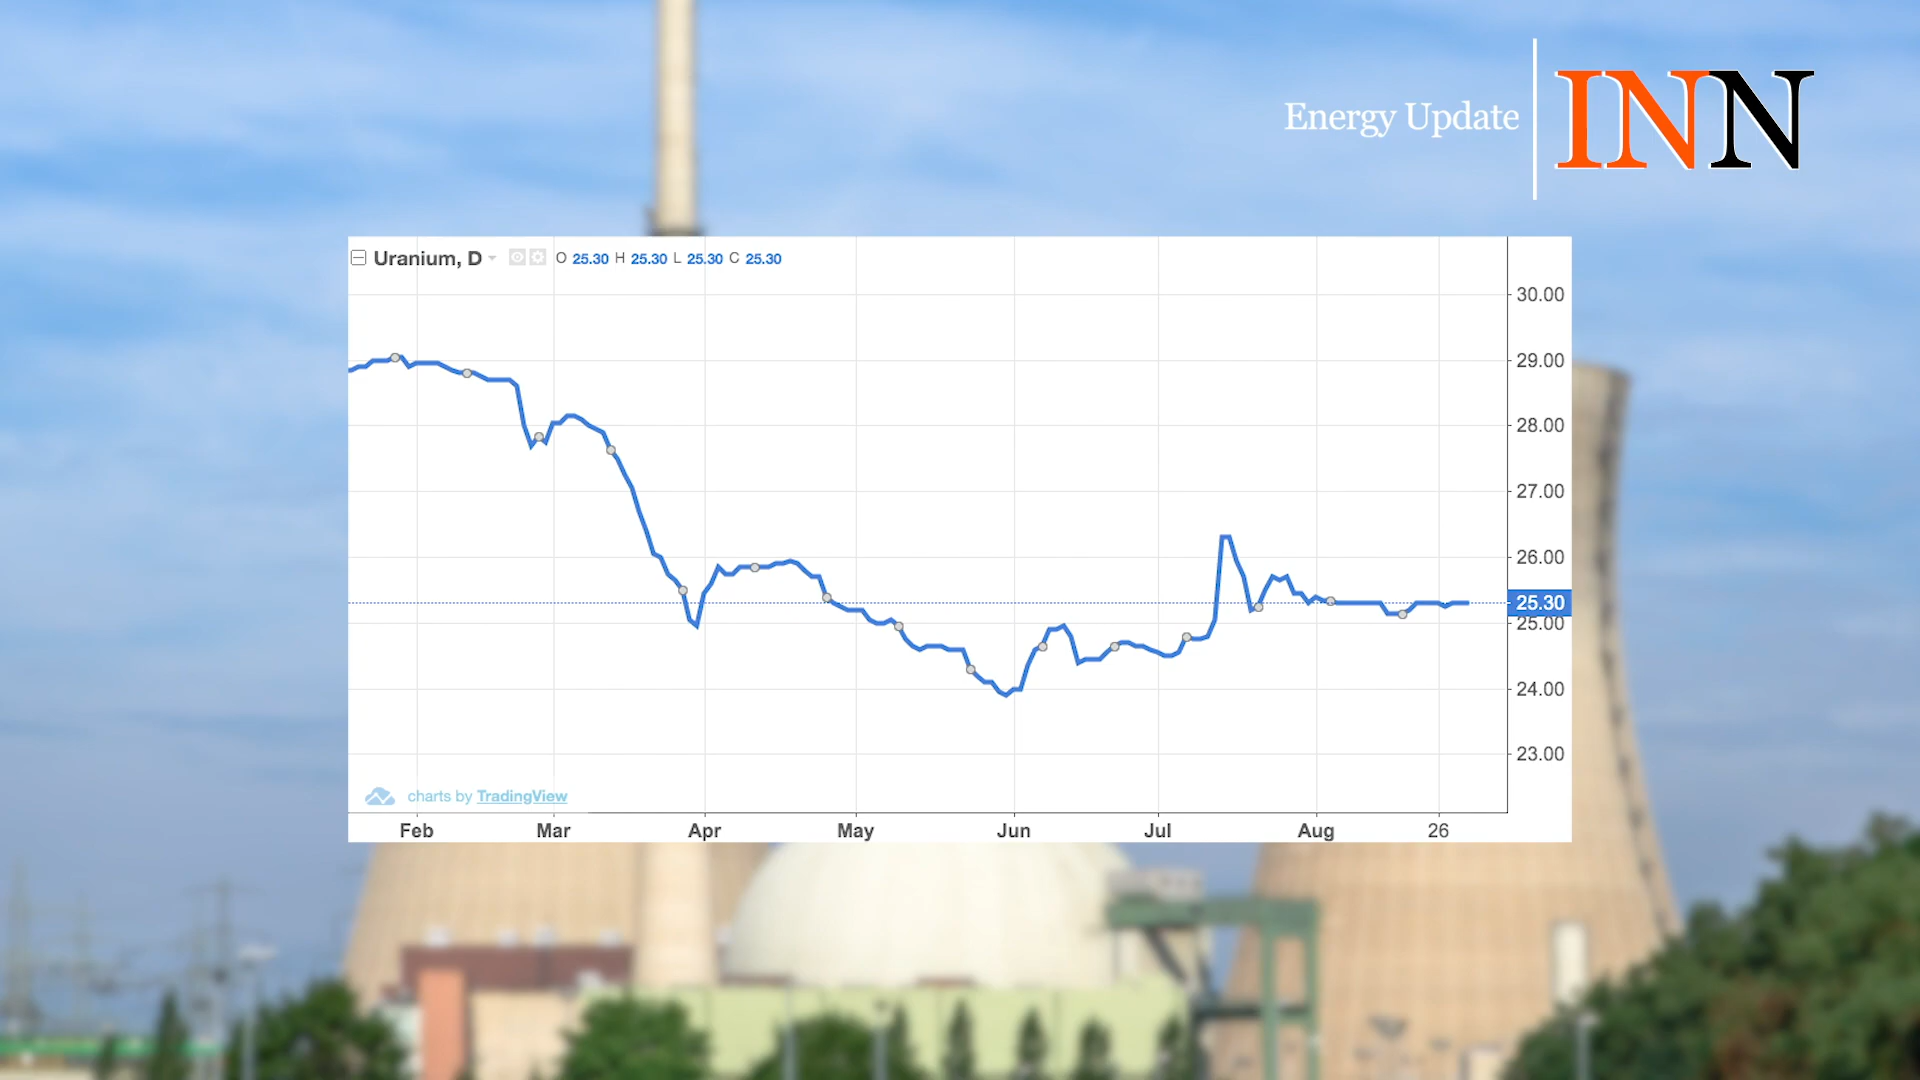 Energy Update
INN
Uranium, D O 25.30 H 25.30 L 25.30 C 25.30
30.00
29.00
28.00
27.00
26.00
25.30
25.00
24.00
23.00
charts by TradingView
Feb Mar Apr May Jun Jul Aug 26